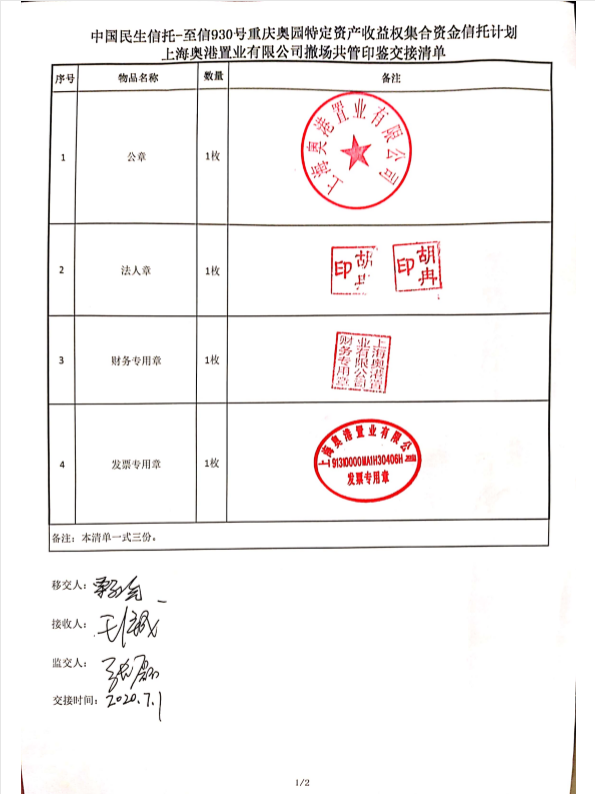 中国民生信托-至信930号重庆奥园特定资产收益权集合资金信托计划
上海奥港置业有限公司撤场共管印鉴交接清单
序号 物品名称 数量 备注
1 公章 1枚
上海奥港置业有限公司
2 法人章 1枚
胡冉印 胡冉印
3 财务专用章 1枚
上海奥港置业有限公司财务专用章
4 发票专用章 1枚
上海奥港置业有限公
91310000MA1H30406H
发票专用章
备注：本清单一式三份。
移交人：
接收人：
监交人：
交接时间：2020.7.1
1/2